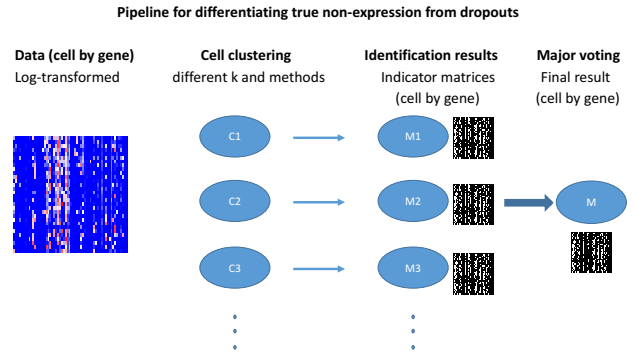 Pipeline for differentiating true non-expression from dropouts
Data (cell by gene)
Log-transformed
Cell clustering
different k and methods
Identification results
Indicator matrices
(cell by gene)
Major voting
Final result
(cell by gene)
C1
M1
C2
M2
M
C3
M3